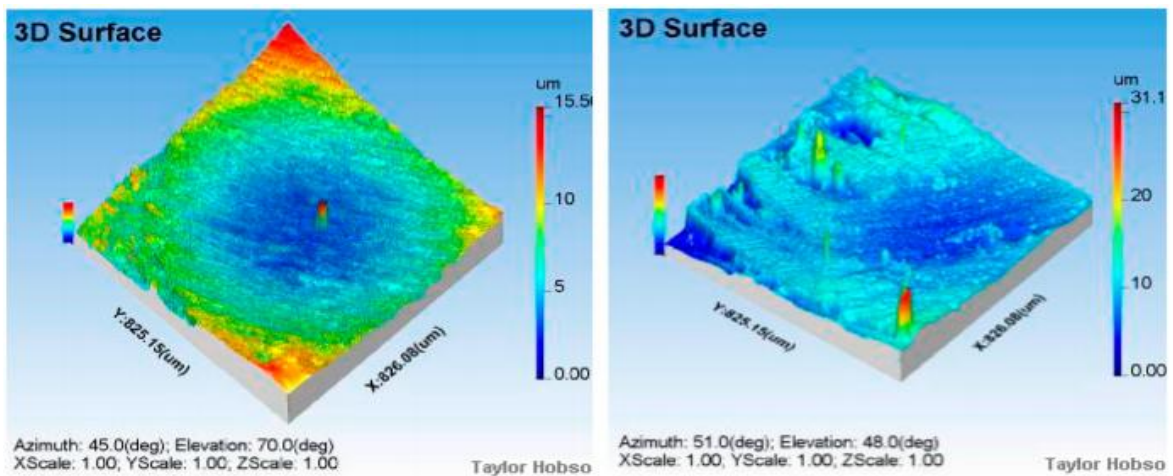 3D Surface
um
15.50
10
5
0.00
Y:825.15(um)
X:826.08(um)
Azimuth: 45.0(deg); Elevation: 70.0(deg)
XScale: 1.00; YScale: 1.00; ZScale: 1.00
Taylor Hobso
3D Surface
um
31.1
20
10
0.00
Y:825.15(um)
X:826.08(um)
Azimuth: 51.0(deg); Elevation: 48.0(deg)
XScale: 1.00; YScale: 1.00; ZScale: 1.00
Taylor Hobso